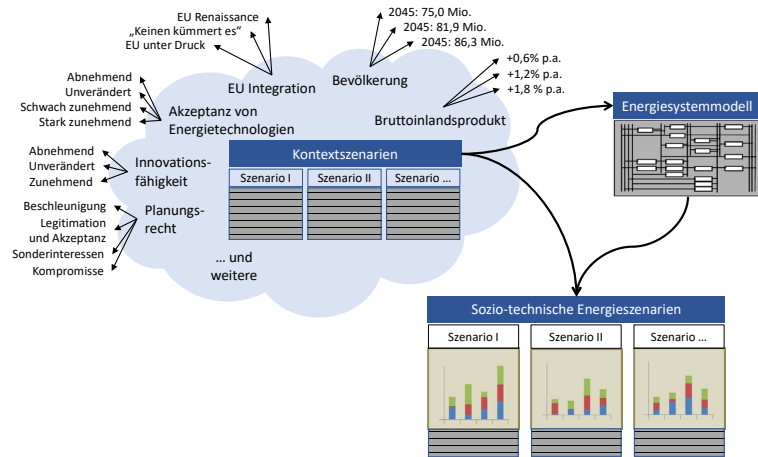 EU Renaissance
„Keinen kümmert es“
EU unter Druck
EU Integration
2045: 75,0 Mio.
2045: 81,9 Mio.
2045: 86,3 Mio.
Bevölkerung
+0,6% p.a.
+1,2% p.a.
+1,8 % p.a.
Bruttoinlandsprodukt
Abnehmend
Unverändert
Schwach zunehmend
Stark zunehmend
Akzeptanz von
Energietechnologien
Abnehmend
Unverändert
Zunehmend
Innovations-
fähigkeit
Beschleunigung
Legitimation
und Akzeptanz
Sonderinteressen
Kompromisse
Planungs-
recht
... und
weitere
Kontextszenarien
Szenario I
Szenario II
Szenario ...
Energiesystemmodell
Sozio-technische Energieszenarien
Szenario I
Szenario II
Szenario ...